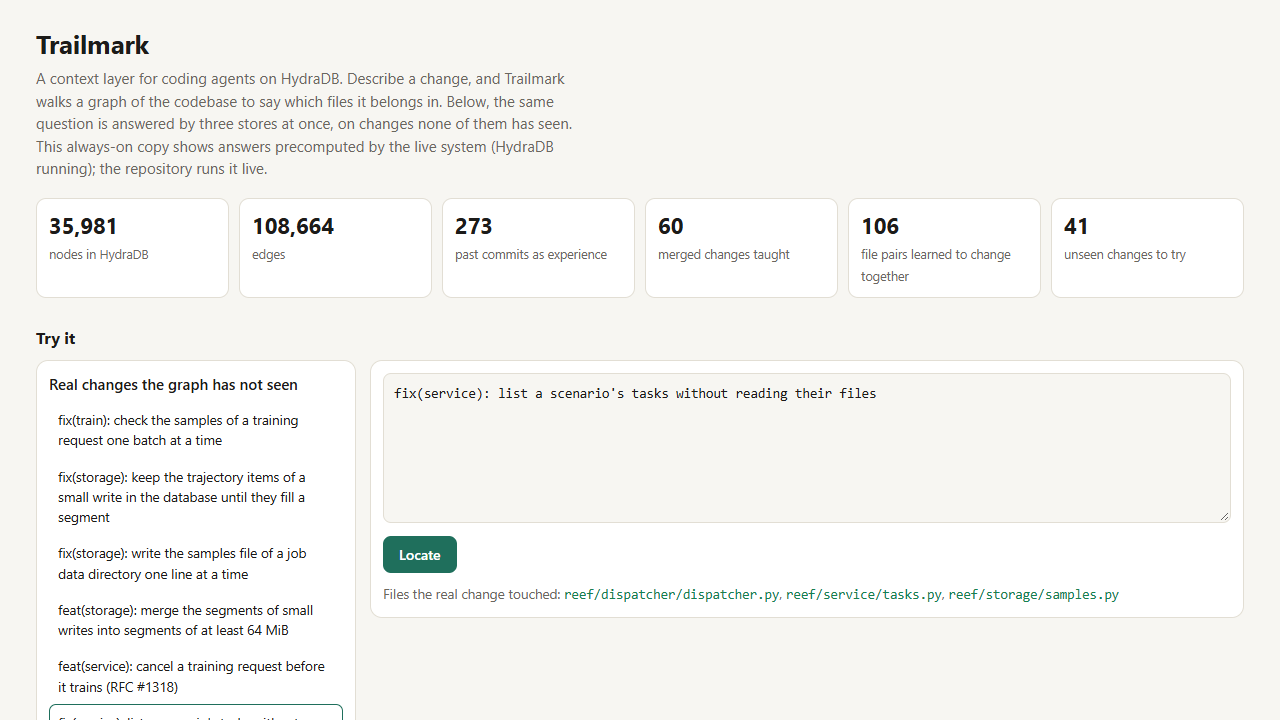 Trailmark
A context layer for coding agents on HydraDB. Describe a change, and Trailmark
walks a graph of the codebase to say which files it belongs in. Below, the same
question is answered by three stores at once, on changes none of them has seen.
This always-on copy shows answers precomputed by the live system (HydraDB
running); the repository runs it live.
35,981
nodes in HydraDB
108,664
edges
273
past commits as experience
60
merged changes taught
106
file pairs learned to change
together
41
unseen changes to try
Try it
Real changes the graph has not seen
fix(train): check the samples of a training
request one batch at a time
fix(storage): keep the trajectory items of a
small write in the database until they fill a
segment
fix(storage): write the samples file of a job
data directory one line at a time
feat(storage): merge the segments of small
writes into segments of at least 64 MiB
feat(service): cancel a training request before
it trains (RFC #1318)
fix(service): list a scenario's tasks without reading their files
Locate
Files the real change touched: reef/dispatcher/dispatcher.py, reef/service/tasks.py, reef/storage/samples.py